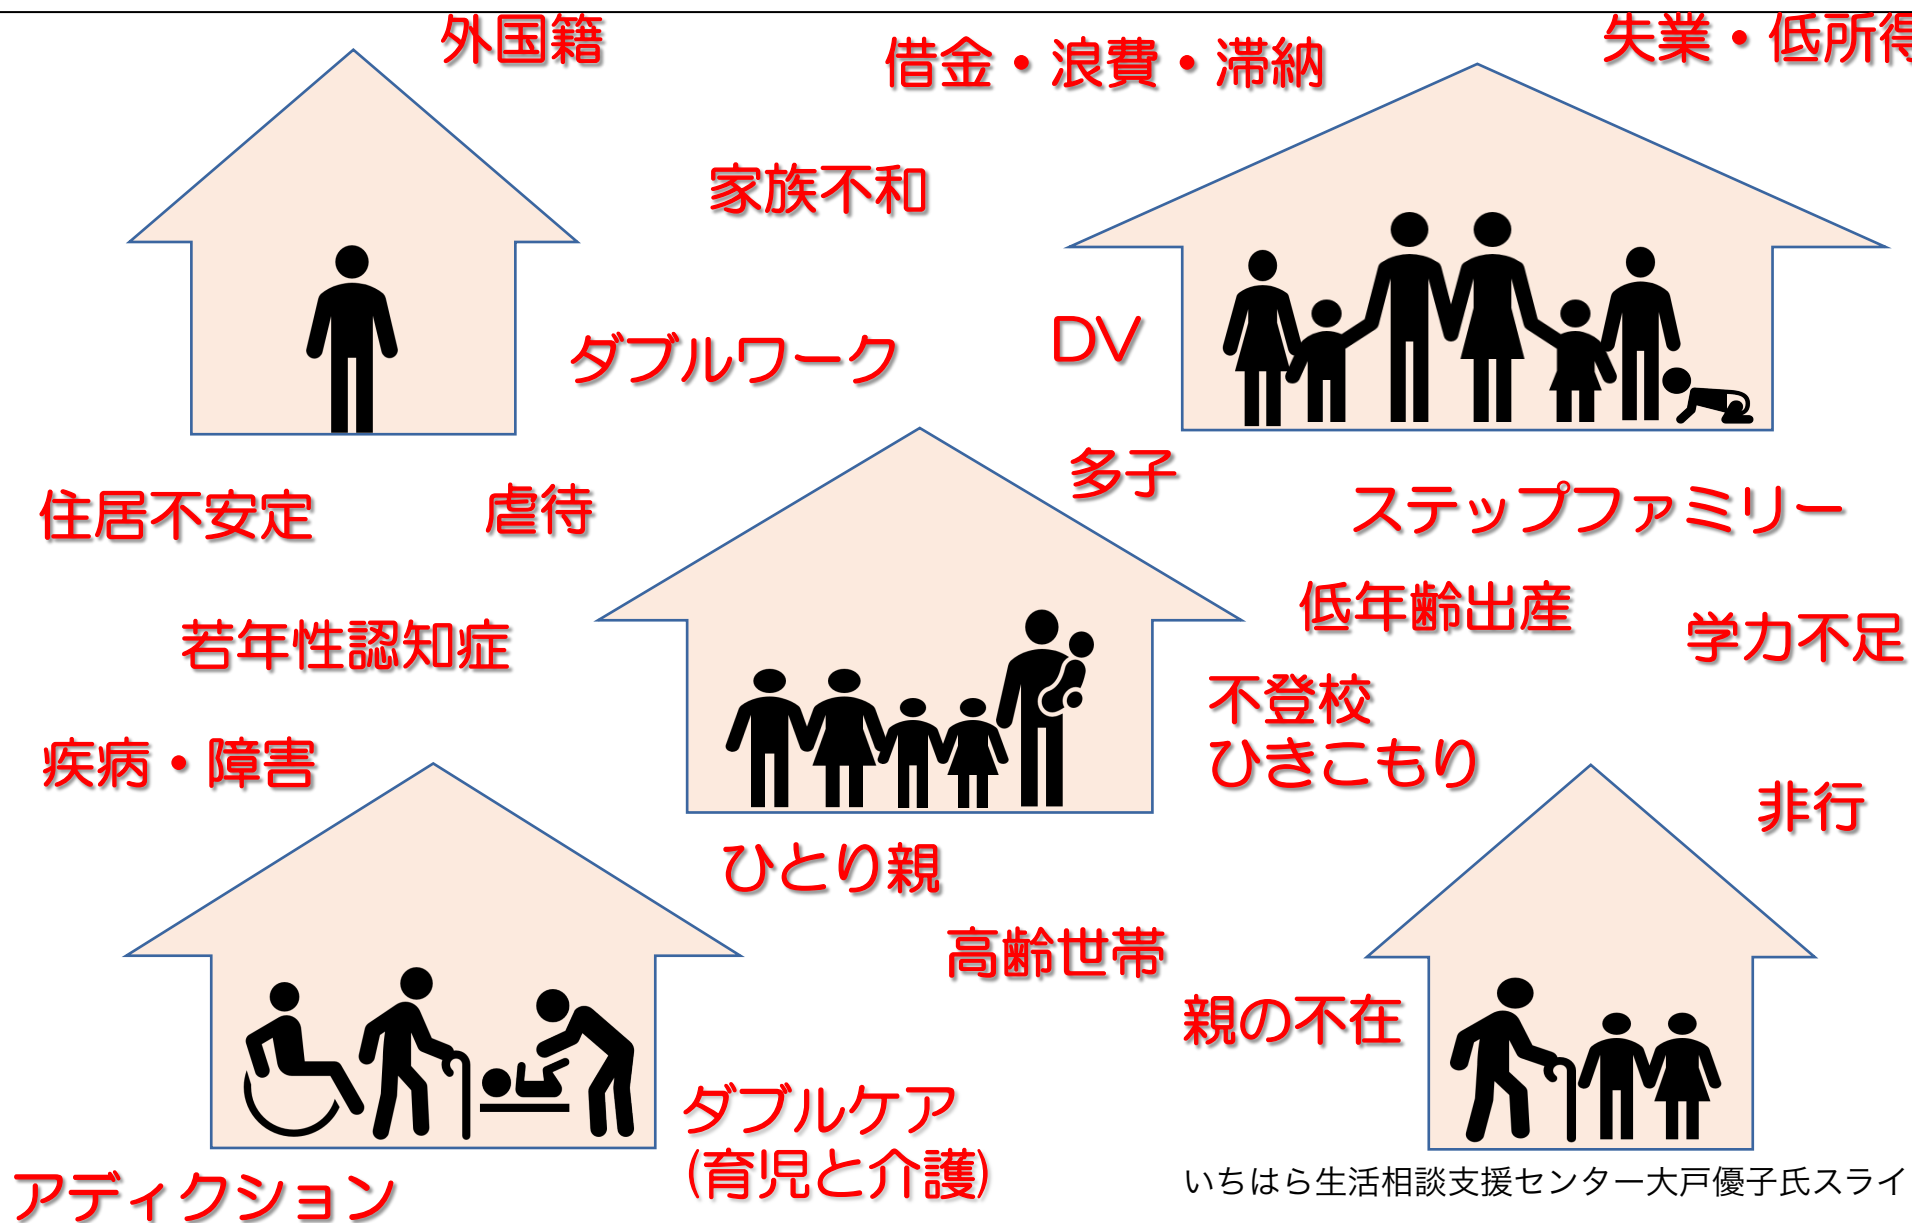 外国籍
借金・浪費・滞納
失業・低所得
家族不和
ダブルワーク
DV
多子
住居不安定
虐待
ステップファミリー
低年齢出産
若年性認知症
学力不足
不登校
ひきこもり
疾病・障害
非行
ひとり親
高齢世帯
親の不在
ダブルケア
(育児と介護)
いちはら生活相談支援センター大戸優子氏スライ
アディクション